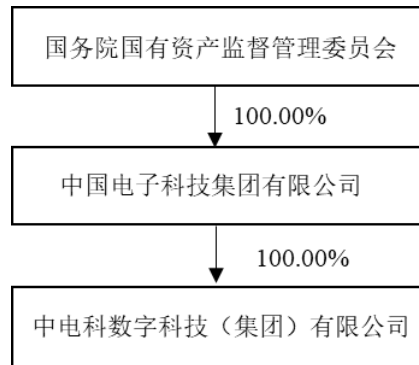 国务院国有资产监督管理委员会
100.00%
中国电子科技集团有限公司
100.00%
中电科数字科技（集团）有限公司